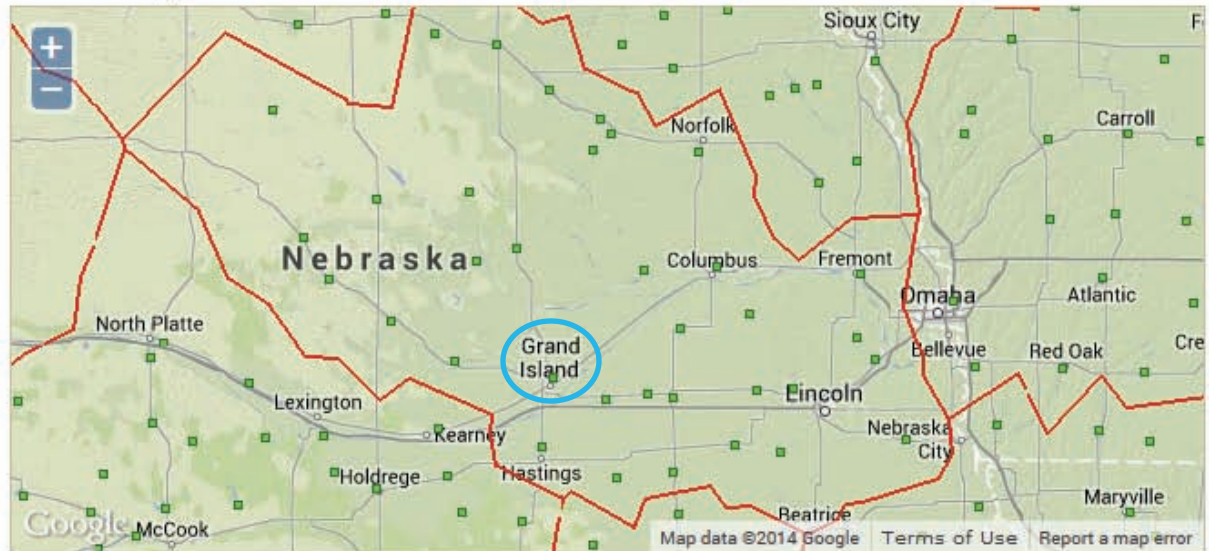 Sioux City
F
+
−
Norfolk
Carroll
Nebraska
Columbus
Fremont
Omaha
Atlantic
North Platte
Grand
Island
Bellevue
Red Oak
Cre
Lexington
Lincoln
Kearney
Nebraska
City
Holdrege
Hastings
Maryville
Beatrice
Google
McCook
Map data ©2014 Google
Terms of Use
Report a map error